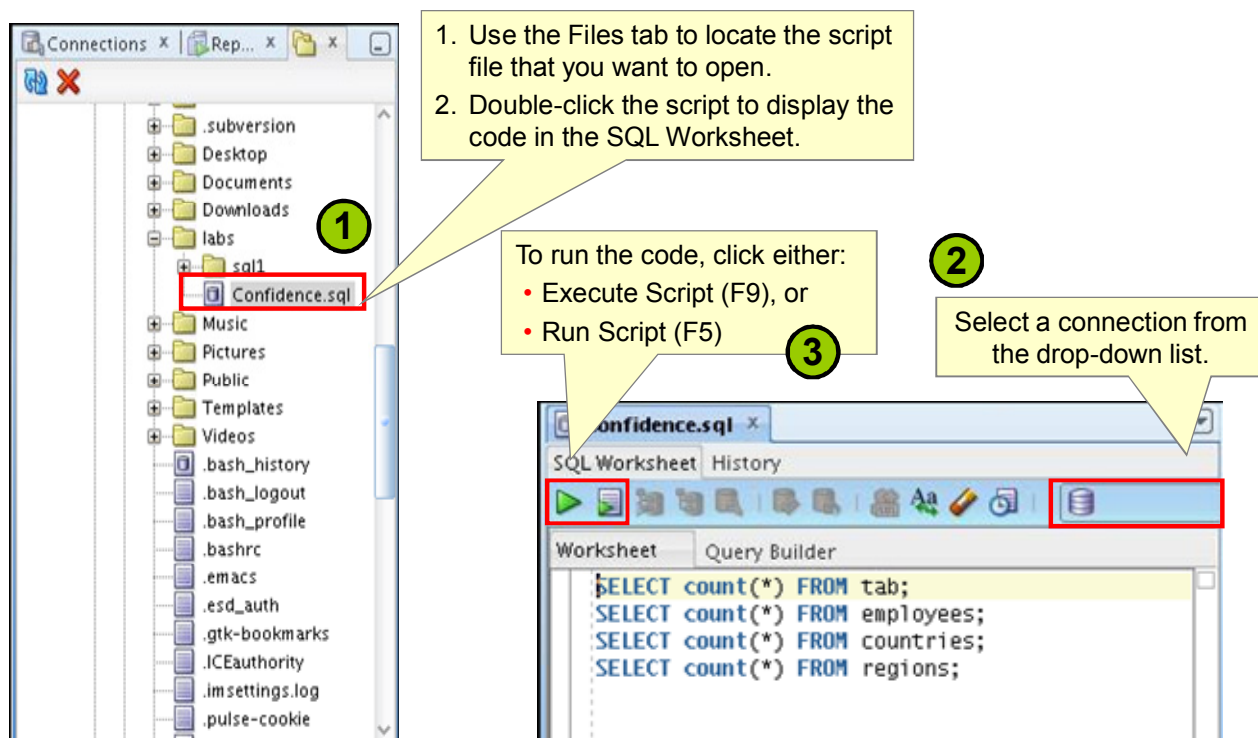 Connections
Rep...
.subversion
Desktop
Documents
Downloads
labs
sql1
Confidence.sql
Music
Pictures
Public
Templates
Videos
.bash_history
.bash_logout
.bash_profile
.bashrc
.emacs
.esd_auth
.gtk-bookmarks
.ICEauthority
.imsettings.log
.pulse-cookie
1
1. Use the Files tab to locate the script
file that you want to open.
2. Double-click the script to display the
code in the SQL Worksheet.
To run the code, click either:
• Execute Script (F9), or
• Run Script (F5)
3
2
Select a connection from
the drop-down list.
onfidence.sql
SQL Worksheet History
Aa
Worksheet Query Builder
SELECT count(*) FROM tab;
SELECT count(*) FROM employees;
SELECT count(*) FROM countries;
SELECT count(*) FROM regions;